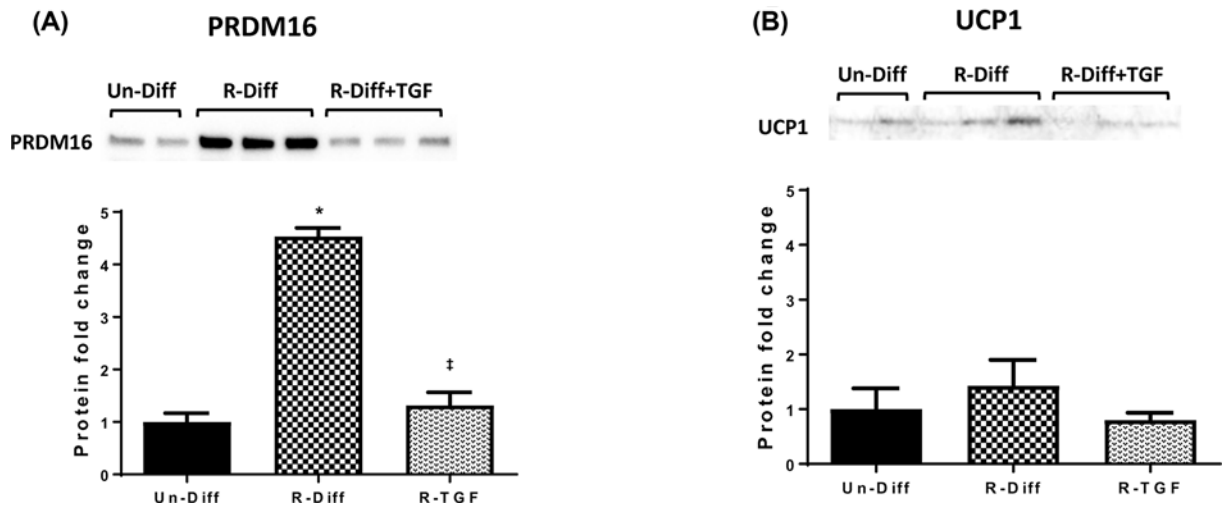 (A)
PRDM16
Un-Diff R-Diff R-Diff+TGF
PRDM16
Protein fold change
5
*
4
3
2
‡
1
0
Un-Diff R-Diff R-TGF
(B)
UCP1
Un-Diff R-Diff R-Diff+TGF
UCP1
Protein fold change
5
4
3
2
1
0
Un-Diff R-Diff R-TGF